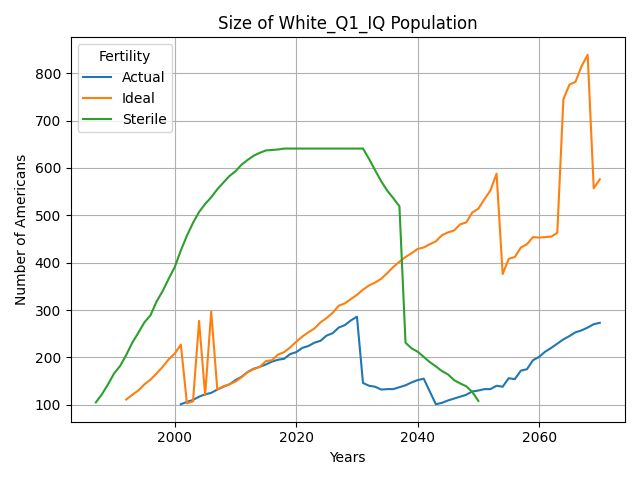 Size of White_Q1_IQ Population
Fertility
Actual
Ideal
Sterile
Number of Americans
800
700
600
500
400
300
200
100
2000
2020
2040
2060
Years